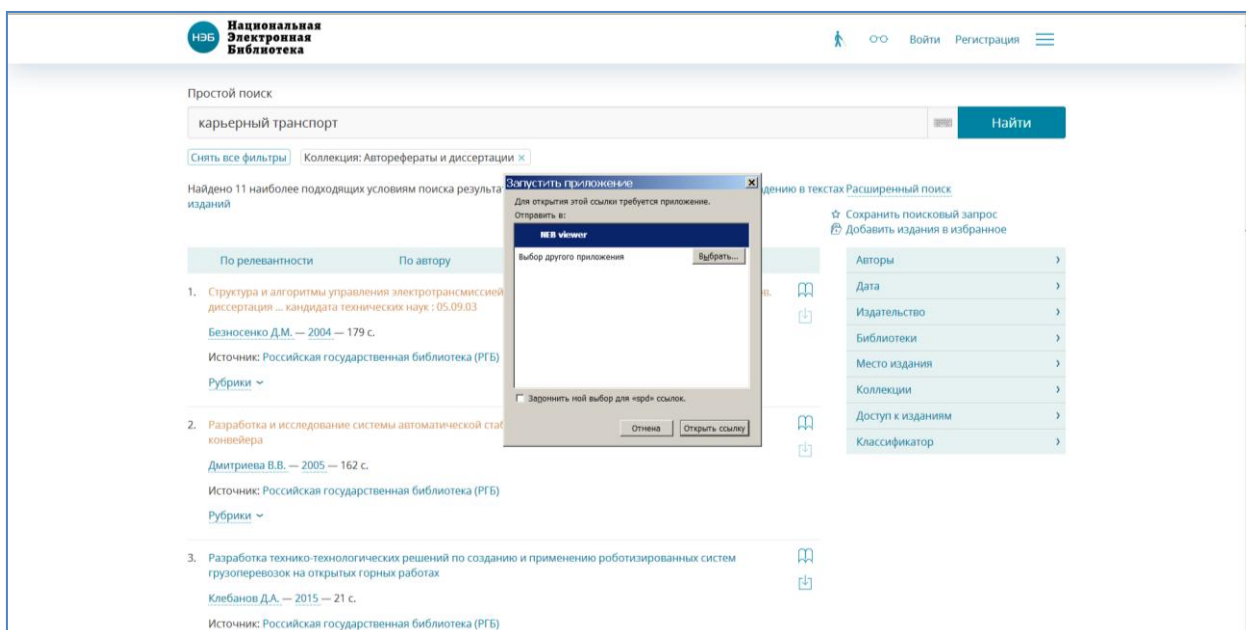 НЭБ
Национальная
Электронная
Библиотека
Войти Регистрация
Простой поиск
карьерный транспорт
Найти
Снять все фильтры Коллекция: Авторефераты и диссертации ×
Найдено 11 наиболее подходящих условиям поиска результа
дению в текстах Расширенный поиск
изданий
Сохранить поисковый запрос
Добавить издания в избранное
Запустить приложение
Для открытия этой ссылки требуется приложение.
Отправить в:
NEB viewer
Выбор другого приложения Выбрать...
Запомнить мой выбор для «spd» ссылок.
Отмена Открыть ссылку
По релевантности По автору
1. Структура и алгоритмы управления электротрансмиссией
в.
диссертация ... кандидата технических наук : 05.09.03
Безносенко Д.М. — 2004 — 179 с.
Источник: Российская государственная библиотека (РГБ)
Рубрики
2. Разработка и исследование системы автоматической стаб
конвейера
Дмитриева В.В. — 2005 — 162 с.
Источник: Российская государственная библиотека (РГБ)
Рубрики
3. Разработка технико-технологических решений по созданию и применению роботизированных систем
грузоперевозок на открытых горных работах
Клебанов Д.А. — 2015 — 21 с.
Источник: Российская государственная библиотека (РГБ)
Авторы
Дата
Издательство
Библиотеки
Место издания
Коллекции
Доступ к изданиям
Классификатор